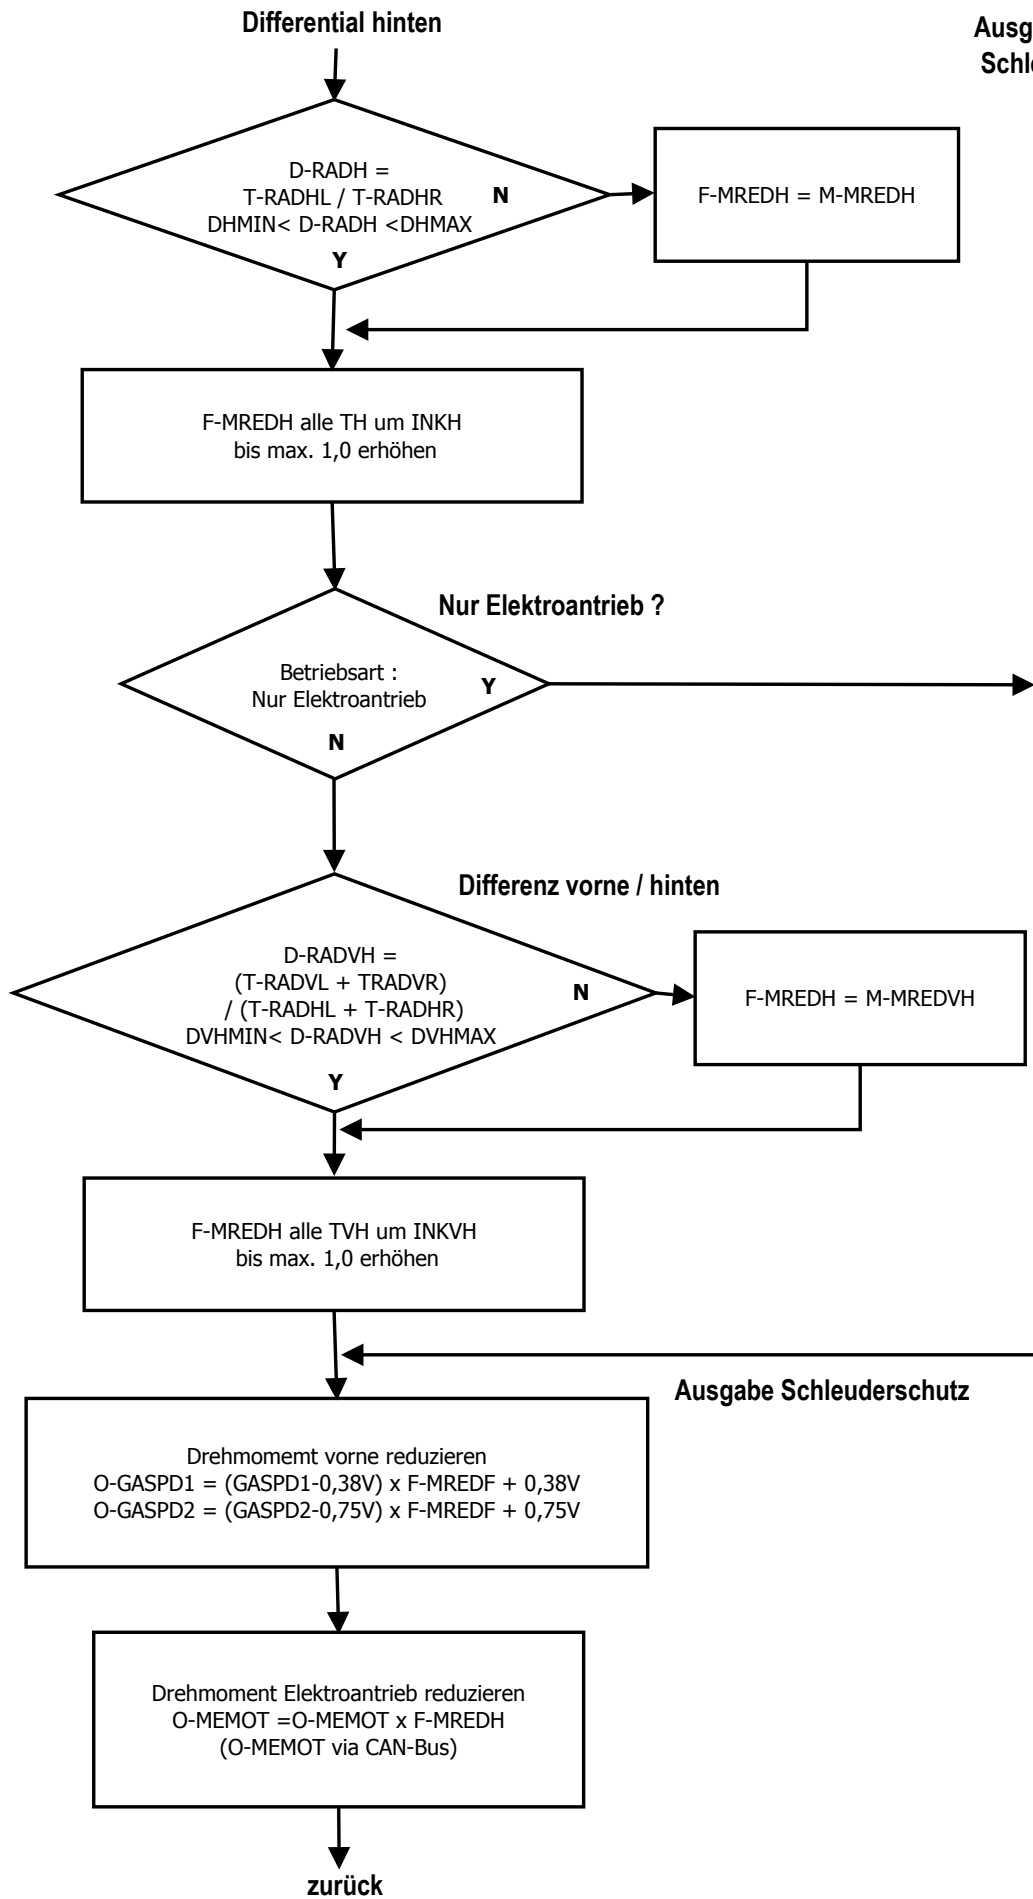 Differential hinten
D-RADH =
T-RADHL / T-RADHR
DHMIN< D-RADH <DHMAX
N
Y
F-MREDH = M-MREDH
F-MREDH alle TH um INKH
bis max. 1,0 erhöhen
Nur Elektroantrieb ?
Betriebsart :
Nur Elektroantrieb
Y
N
Differenz vorne / hinten
D-RADVH =
(T-RADVL + TRADVR)
/ (T-RADHL + T-RADHR)
DVHMIN< D-RADVH < DVHMAX
N
Y
F-MREDH = M-MREDVH
F-MREDH alle TVH um INKVH
bis max. 1,0 erhöhen
Ausgabe Schleuderschutz
Drehmomemt vorne reduzieren
O-GASPD1 = (GASPD1-0,38V) x F-MREDF + 0,38V
O-GASPD2 = (GASPD2-0,75V) x F-MREDF + 0,75V
Drehmoment Elektroantrieb reduzieren
O-MEMOT =O-MEMOT x F-MREDH
(O-MEMOT via CAN-Bus)
zurück